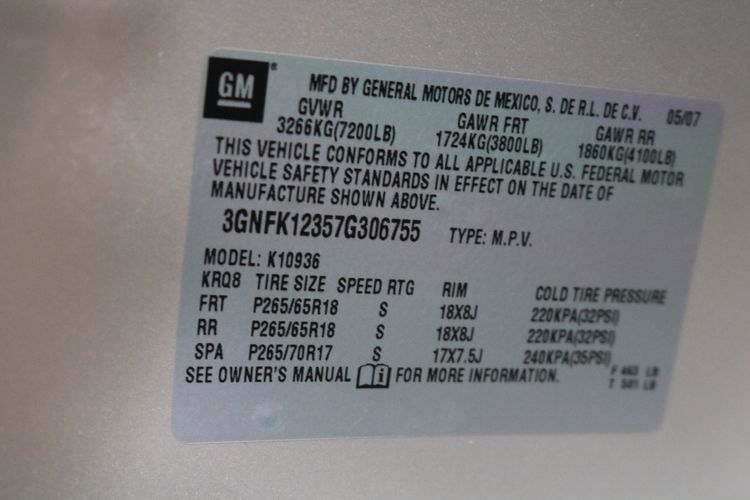 GM®
MFD BY GENERAL MOTORS DE MEXICO, S. DE R.L. DE C.V. 05/07
GVWR GAWR FRT GAWR RR
3266KG(7200LB) 1724KG(3800LB) 1860KG(4100LB)
THIS VEHICLE CONFORMS TO ALL APPLICABLE U.S. FEDERAL MOTOR
VEHICLE SAFETY STANDARDS IN EFFECT ON THE DATE OF
MANUFACTURE SHOWN ABOVE.
3GNFK12357G306755 TYPE: M.P.V.
MODEL: K10936
KRQ8 TIRE SIZE SPEED RTG RIM COLD TIRE PRESSURE
FRT P265/65R18 S 18X8J 220KPA(32PSI)
RR P265/65R18 S 18X8J 220KPA(32PSI)
SPA P265/70R17 S 17X7.5J 240KPA(35PSI)
SEE OWNER'S MANUAL i FOR MORE INFORMATION.
F LB
T LB